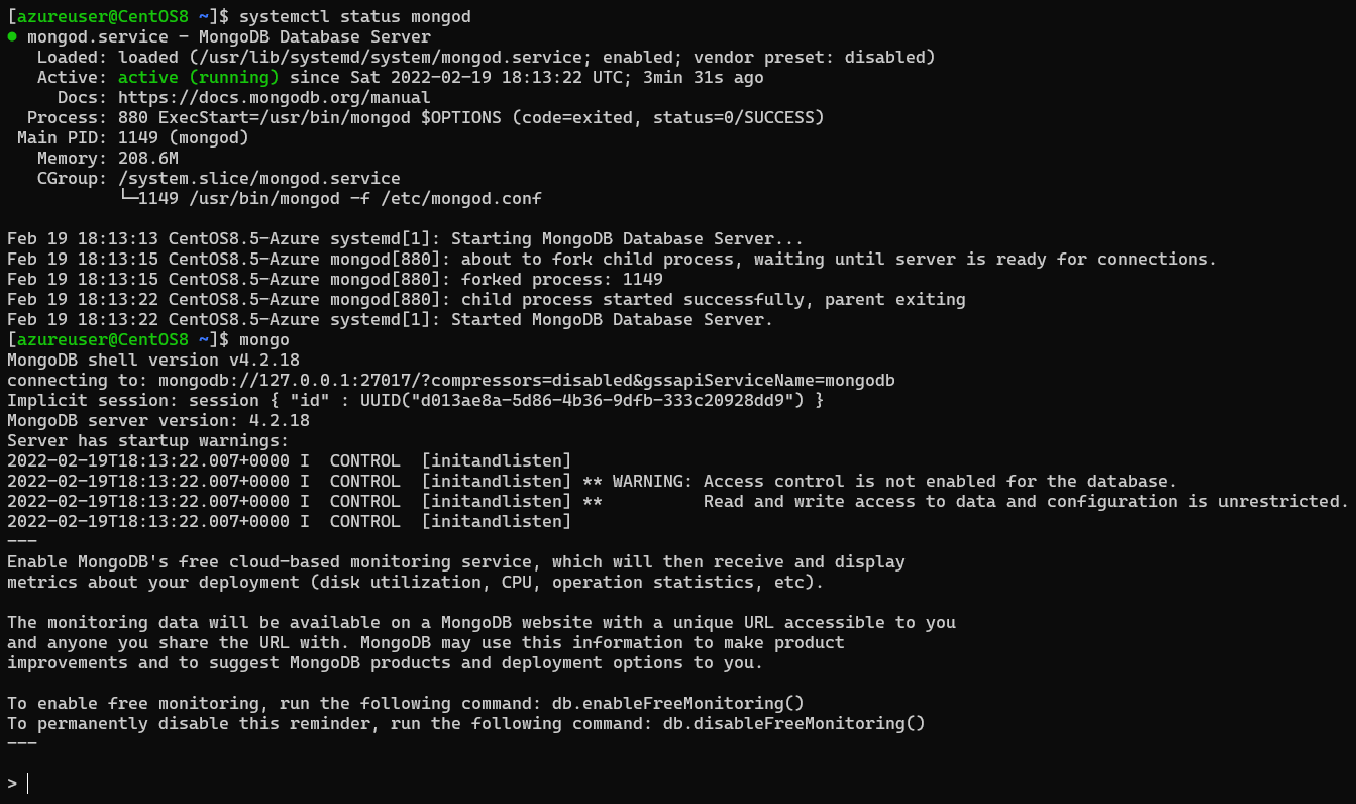 [azureuser@CentOS8 ~]$ systemctl status mongod
● mongod.service - MongoDB Database Server
   Loaded: loaded (/usr/lib/systemd/system/mongod.service; enabled; vendor preset: disabled)
   Active: active (running) since Sat 2022-02-19 18:13:22 UTC; 3min 31s ago
     Docs: https://docs.mongodb.org/manual
  Process: 880 ExecStart=/usr/bin/mongod $OPTIONS (code=exited, status=0/SUCCESS)
 Main PID: 1149 (mongod)
   Memory: 208.6M
   CGroup: /system.slice/mongod.service
           └─1149 /usr/bin/mongod -f /etc/mongod.conf

Feb 19 18:13:13 CentOS8.5-Azure systemd[1]: Starting MongoDB Database Server...
Feb 19 18:13:15 CentOS8.5-Azure mongod[880]: about to fork child process, waiting until server is ready for connections.
Feb 19 18:13:15 CentOS8.5-Azure mongod[880]: forked process: 1149
Feb 19 18:13:22 CentOS8.5-Azure mongod[880]: child process started successfully, parent exiting
Feb 19 18:13:22 CentOS8.5-Azure systemd[1]: Started MongoDB Database Server.
[azureuser@CentOS8 ~]$ mongo
MongoDB shell version v4.2.18
connecting to: mongodb://127.0.0.1:27017/?compressors=disabled&gssapiServiceName=mongodb
Implicit session: session { "id" : UUID("d013ae8a-5d86-4b36-9dfb-333c20928dd9") }
MongoDB server version: 4.2.18
Server has startup warnings:
2022-02-19T18:13:22.007+0000 I  CONTROL  [initandlisten]
2022-02-19T18:13:22.007+0000 I  CONTROL  [initandlisten] ** WARNING: Access control is not enabled for the database.
2022-02-19T18:13:22.007+0000 I  CONTROL  [initandlisten] **          Read and write access to data and configuration is unrestricted.
2022-02-19T18:13:22.007+0000 I  CONTROL  [initandlisten]
---
Enable MongoDB's free cloud-based monitoring service, which will then receive and display
metrics about your deployment (disk utilization, CPU, operation statistics, etc).

The monitoring data will be available on a MongoDB website with a unique URL accessible to you
and anyone you share the URL with. MongoDB may use this information to make product
improvements and to suggest MongoDB products and deployment options to you.

To enable free monitoring, run the following command: db.enableFreeMonitoring()
To permanently disable this reminder, run the following command: db.disableFreeMonitoring()
---

>